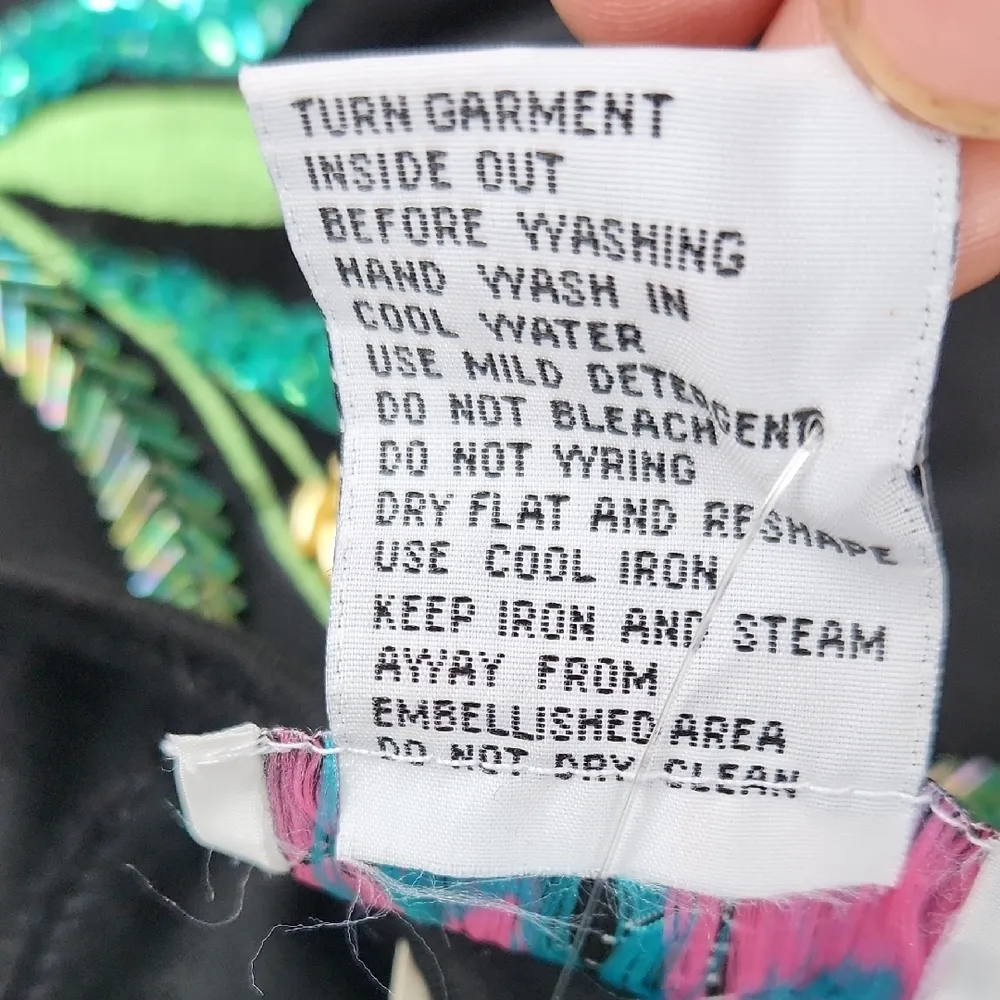 TURN GARMENT
INSIDE OUT
BEFORE WASHING
HAND WASH IN
COOL WATER
USE MILD DETERGENT
DO NOT BLEACH
DO NOT WRING
DRY FLAT AND RESHAPE
USE COOL IRON
KEEP IRON AND STEAM
AWAY FROM
EMBELLISHED AREA
DO NOT DRY CLEAN